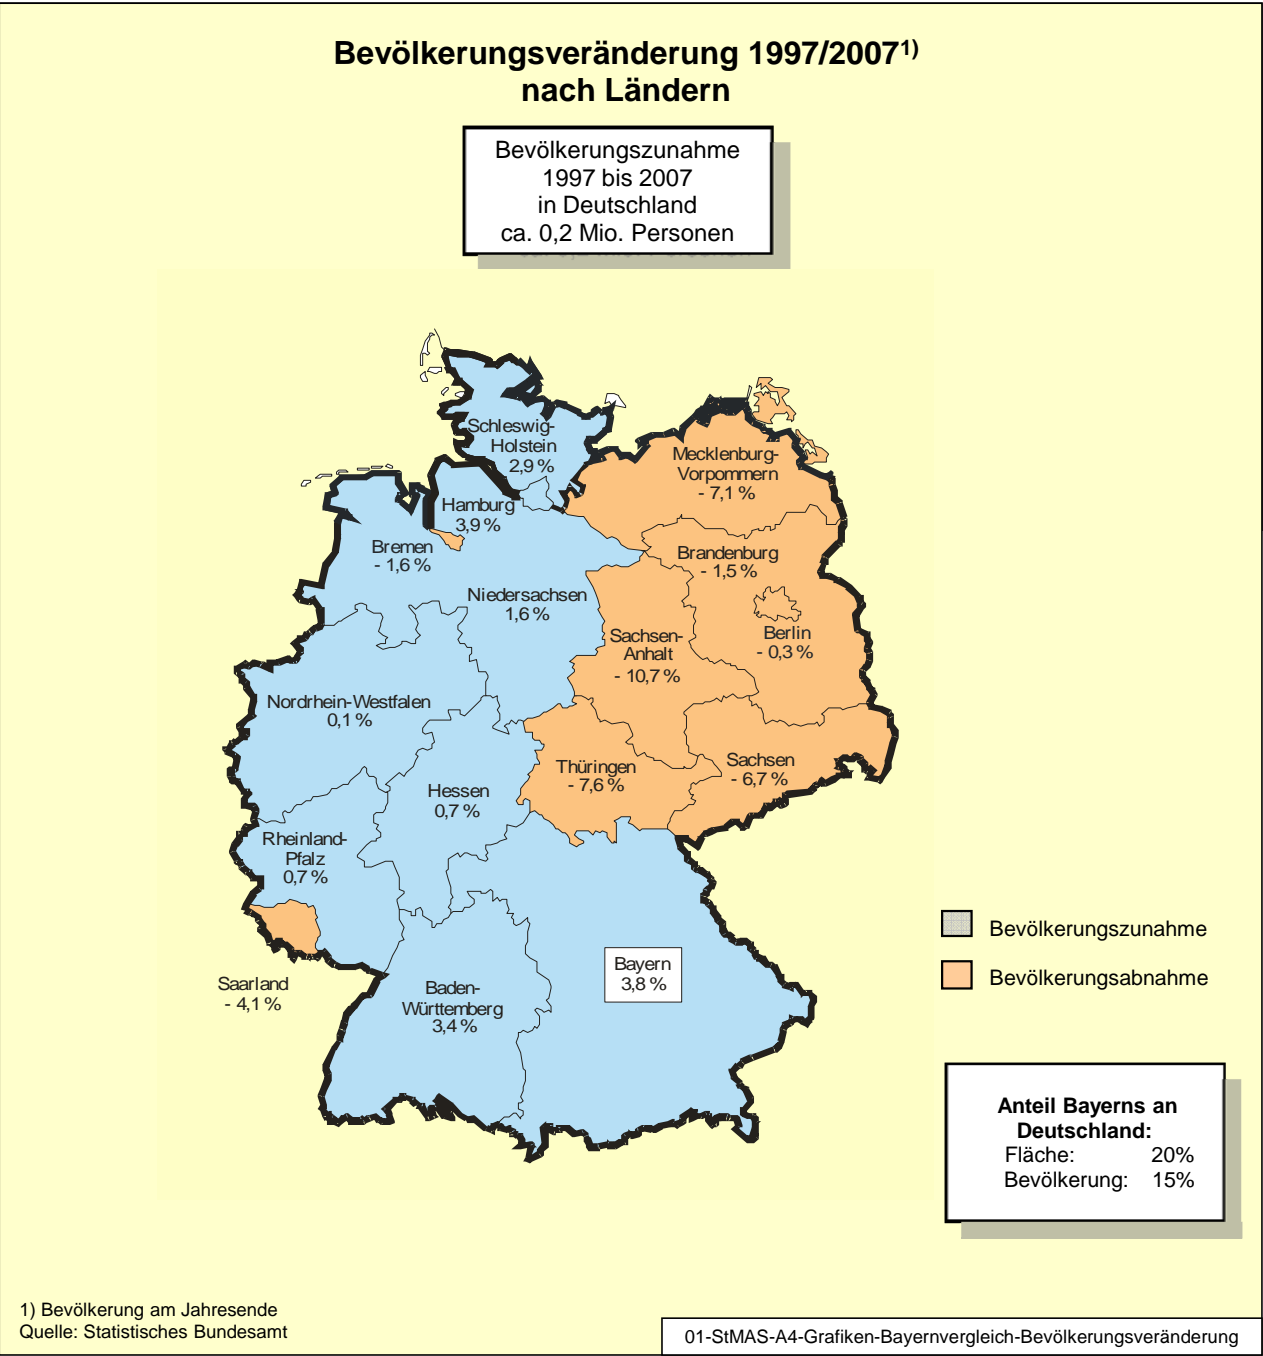 Bevölkerungsveränderung 1997/2007¹⁾
nach Ländern
Bevölkerungszunahme
1997 bis 2007
in Deutschland
ca. 0,2 Mio. Personen
Schleswig-
Holstein
2,9 %
Mecklenburg-
Vorpommern
- 7,1 %
Hamburg
3,9 %
Bremen
- 1,6 %
Brandenburg
- 1,5 %
Niedersachsen
1,6 %
Berlin
- 0,3 %
Sachsen-
Anhalt
- 10,7 %
Nordrhein-Westfalen
0,1 %
Thüringen
- 7,6 %
Sachsen
- 6,7 %
Hessen
0,7 %
Rheinland-
Pfalz
0,7 %
Saarland
- 4,1 %
Baden-
Württemberg
3,4 %
Bayern
3,8 %
Bevölkerungszunahme
Bevölkerungsabnahme
Anteil Bayerns an
Deutschland:
Fläche: 20%
Bevölkerung: 15%
1) Bevölkerung am Jahresende
Quelle: Statistisches Bundesamt
01-StMAS-A4-Grafiken-Bayernvergleich-Bevölkerungsveränderung